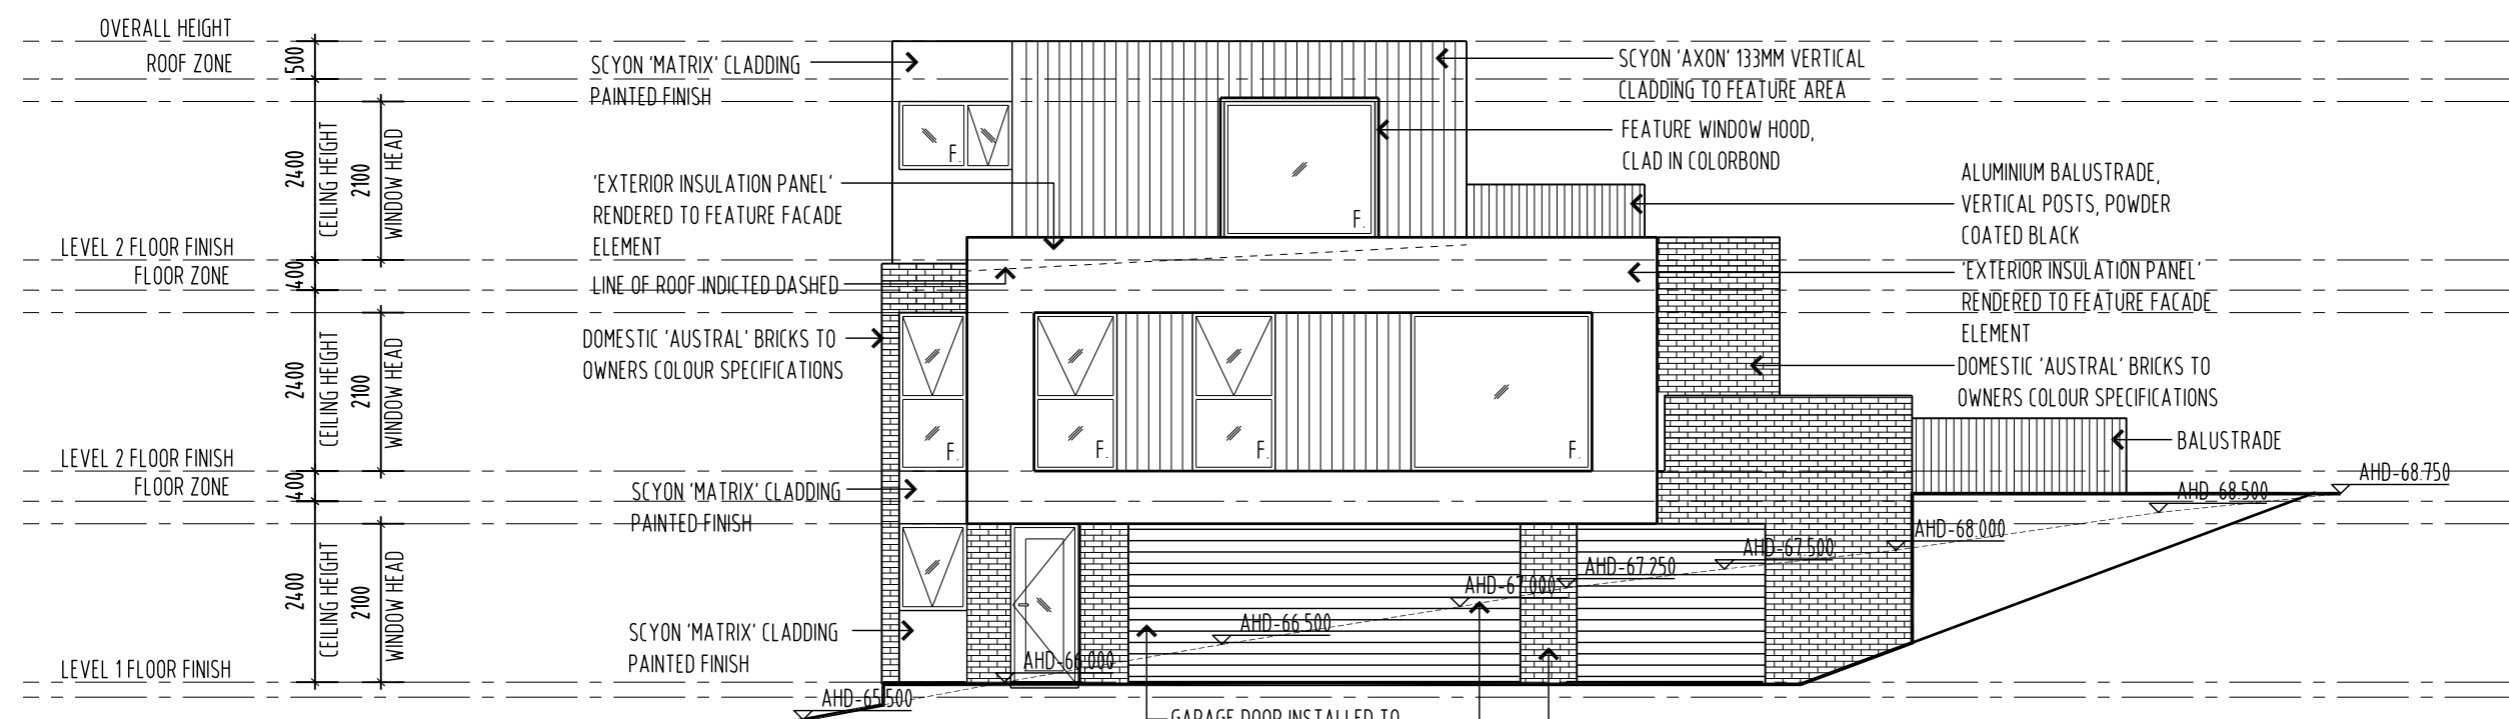 OVERALL HEIGHT
ROOF ZONE
500
2400
CEILING HEIGHT
2100
WINDOW HEAD
LEVEL 2 FLOOR FINISH
FLOOR ZONE
400
2400
CEILING HEIGHT
2100
WINDOW HEAD
LEVEL 2 FLOOR FINISH
FLOOR ZONE
400
2400
CEILING HEIGHT
2100
WINDOW HEAD
LEVEL 1 FLOOR FINISH
SCYON 'MATRIX' CLADDING
PAINTED FINISH
'EXTERIOR INSULATION PANEL'
RENDERED TO FEATURE FACADE
ELEMENT
LINE OF ROOF INDICTED DASHED
DOMESTIC 'AUSTRAL' BRICKS TO
OWNERS COLOUR SPECIFICATIONS
SCYON 'MATRIX' CLADDING
PAINTED FINISH
SCYON 'MATRIX' CLADDING
PAINTED FINISH
F.
F.
F.
F.
F.
F.
SCYON 'AXON' 133MM VERTICAL
CLADDING TO FEATURE AREA
FEATURE WINDOW HOOD,
CLAD IN COLORBOND
ALUMINIUM BALUSTRADE,
VERTICAL POSTS, POWDER
COATED BLACK
'EXTERIOR INSULATION PANEL'
RENDERED TO FEATURE FACADE
ELEMENT
DOMESTIC 'AUSTRAL' BRICKS TO
OWNERS COLOUR SPECIFICATIONS
BALUSTRADE
AHD-68.750
AHD-68.500
AHD-68.000
AHD-67.500
AHD-67.250
AHD-67.000
AHD-66.500
AHD-66.000
AHD-65.500
GARAGE DOOR INSTALLED TO